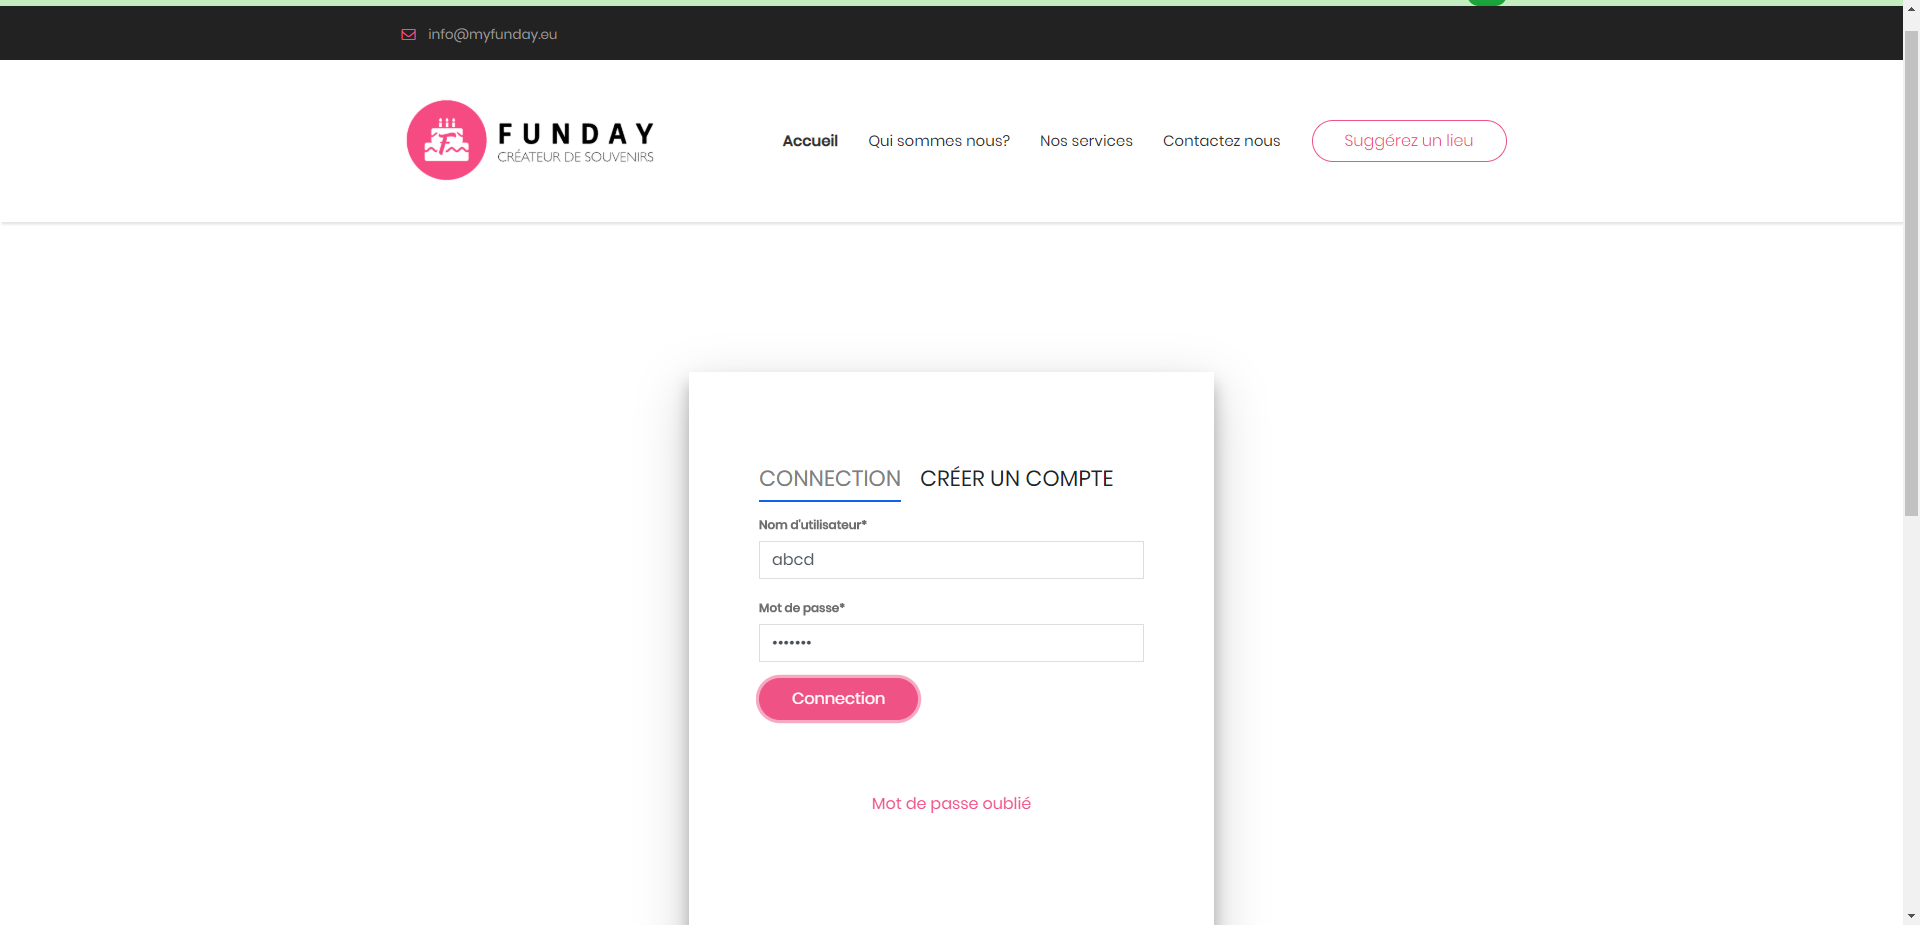 info@myfunday.eu
FUNDAY
CRÉATEUR DE SOUVENIRS
Accueil Qui sommes nous? Nos services Contactez nous Suggérez un lieu
CONNECTION CRÉER UN COMPTE
Nom d'utilisateur*
abcd
Mot de passe*
•••••••
Connection
Mot de passe oublié